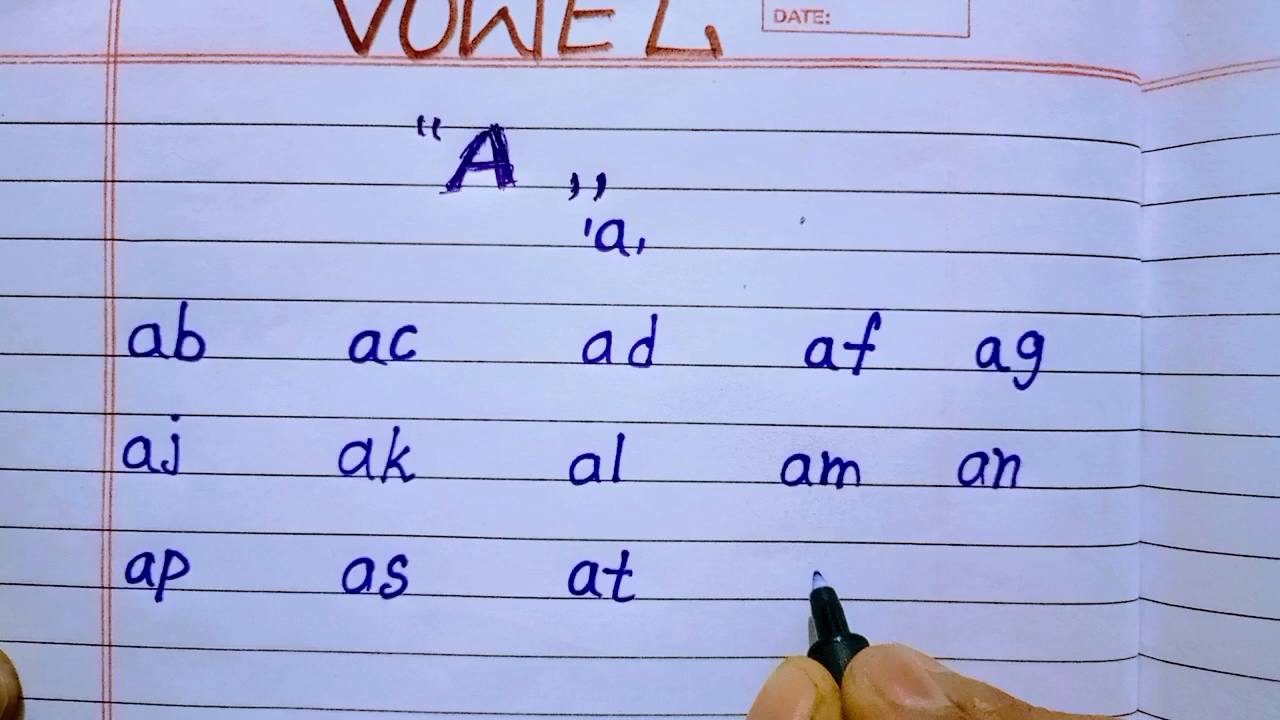 VOWEL
DATE:
"A„
'a,
ab ac ad af ag
aj ak al am an
ap as at